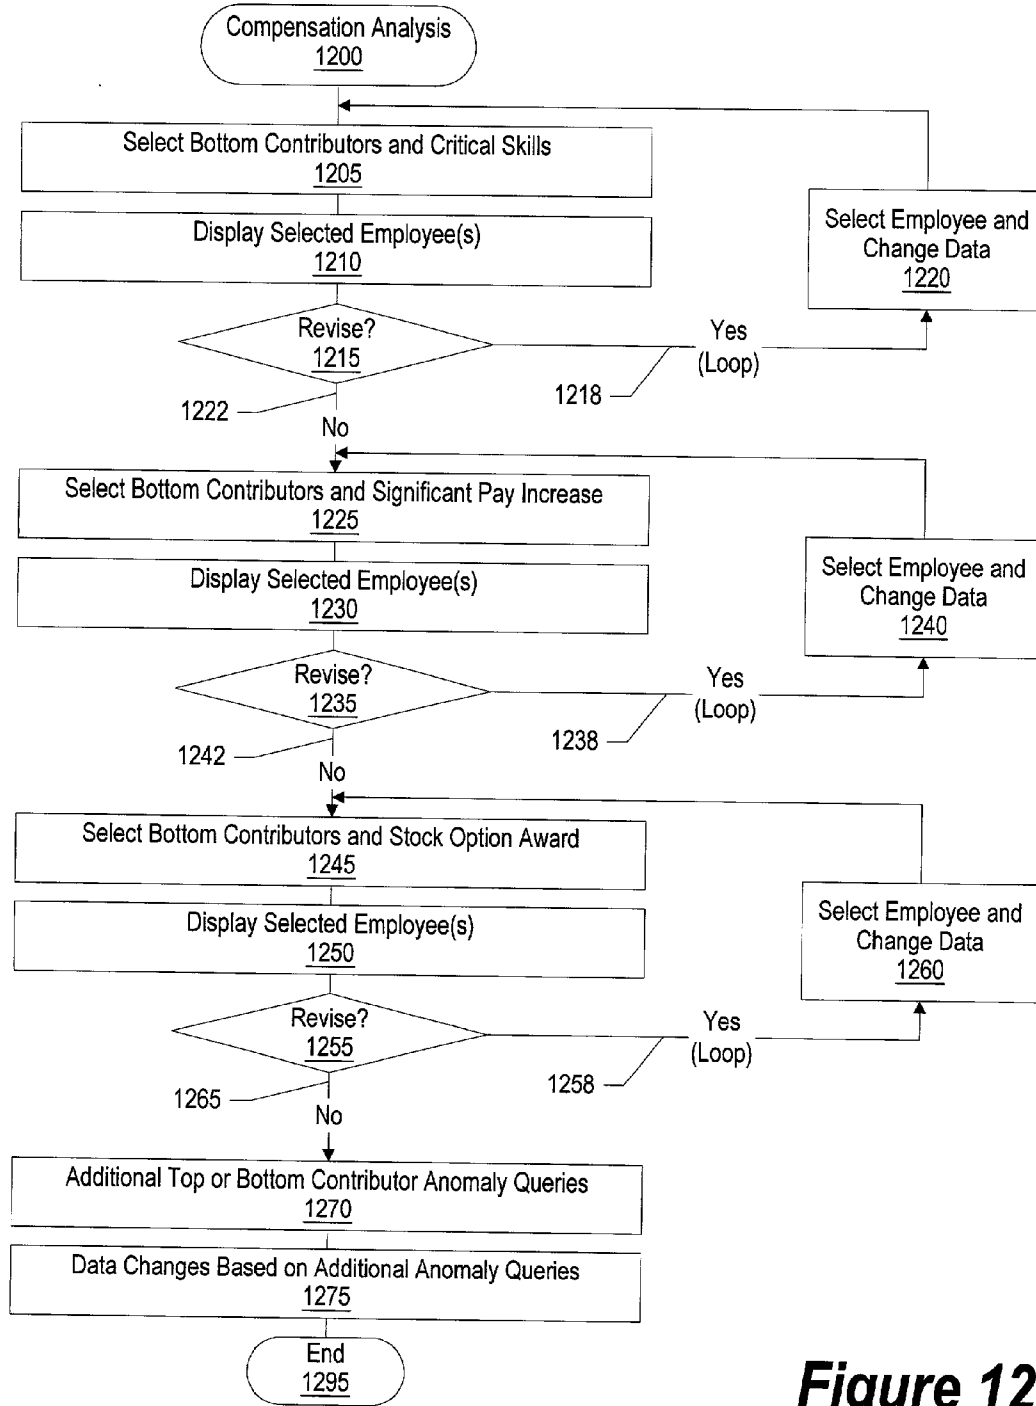 Compensation Analysis
1200
Select Bottom Contributors and Critical Skills
1205
Display Selected Employee(s)
1210
Select Employee and
Change Data
1220
Revise?
1215
Yes
(Loop)
1218
1222
No
Select Bottom Contributors and Significant Pay Increase
1225
Display Selected Employee(s)
1230
Select Employee and
Change Data
1240
Revise?
1235
Yes
(Loop)
1238
1242
No
Select Bottom Contributors and Stock Option Award
1245
Display Selected Employee(s)
1250
Select Employee and
Change Data
1260
Revise?
1255
Yes
(Loop)
1258
1265
No
Additional Top or Bottom Contributor Anomaly Queries
1270
Data Changes Based on Additional Anomaly Queries
1275
End
1295
Figure 12